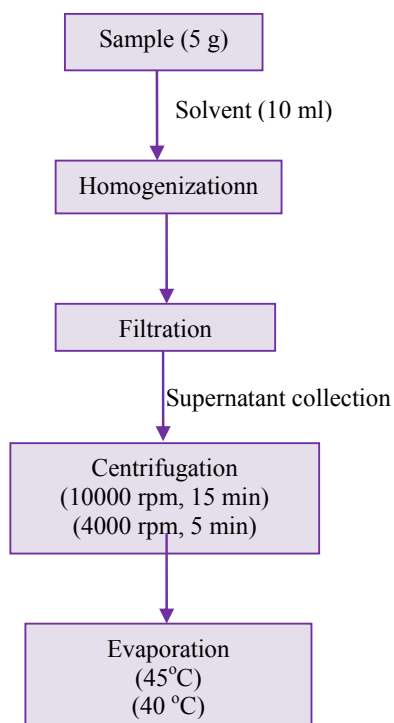 Sample (5 g)
Solvent (10 ml)
Homogenizationn
Filtration
Supernatant collection
Centrifugation
(10000 rpm, 15 min)
(4000 rpm, 5 min)
Evaporation
(45°C)
(40 °C)